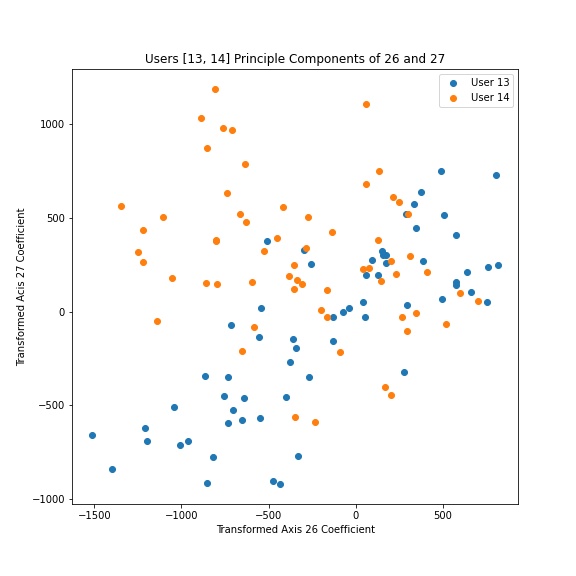 Users [13, 14] Principle Components of 26 and 27
User 13
User 14
1000
500
0
−500
−1000
Transformed Acis 27 Coefficient
−1500
−1000
−500
0
500
Transformed Axis 26 Coefficient